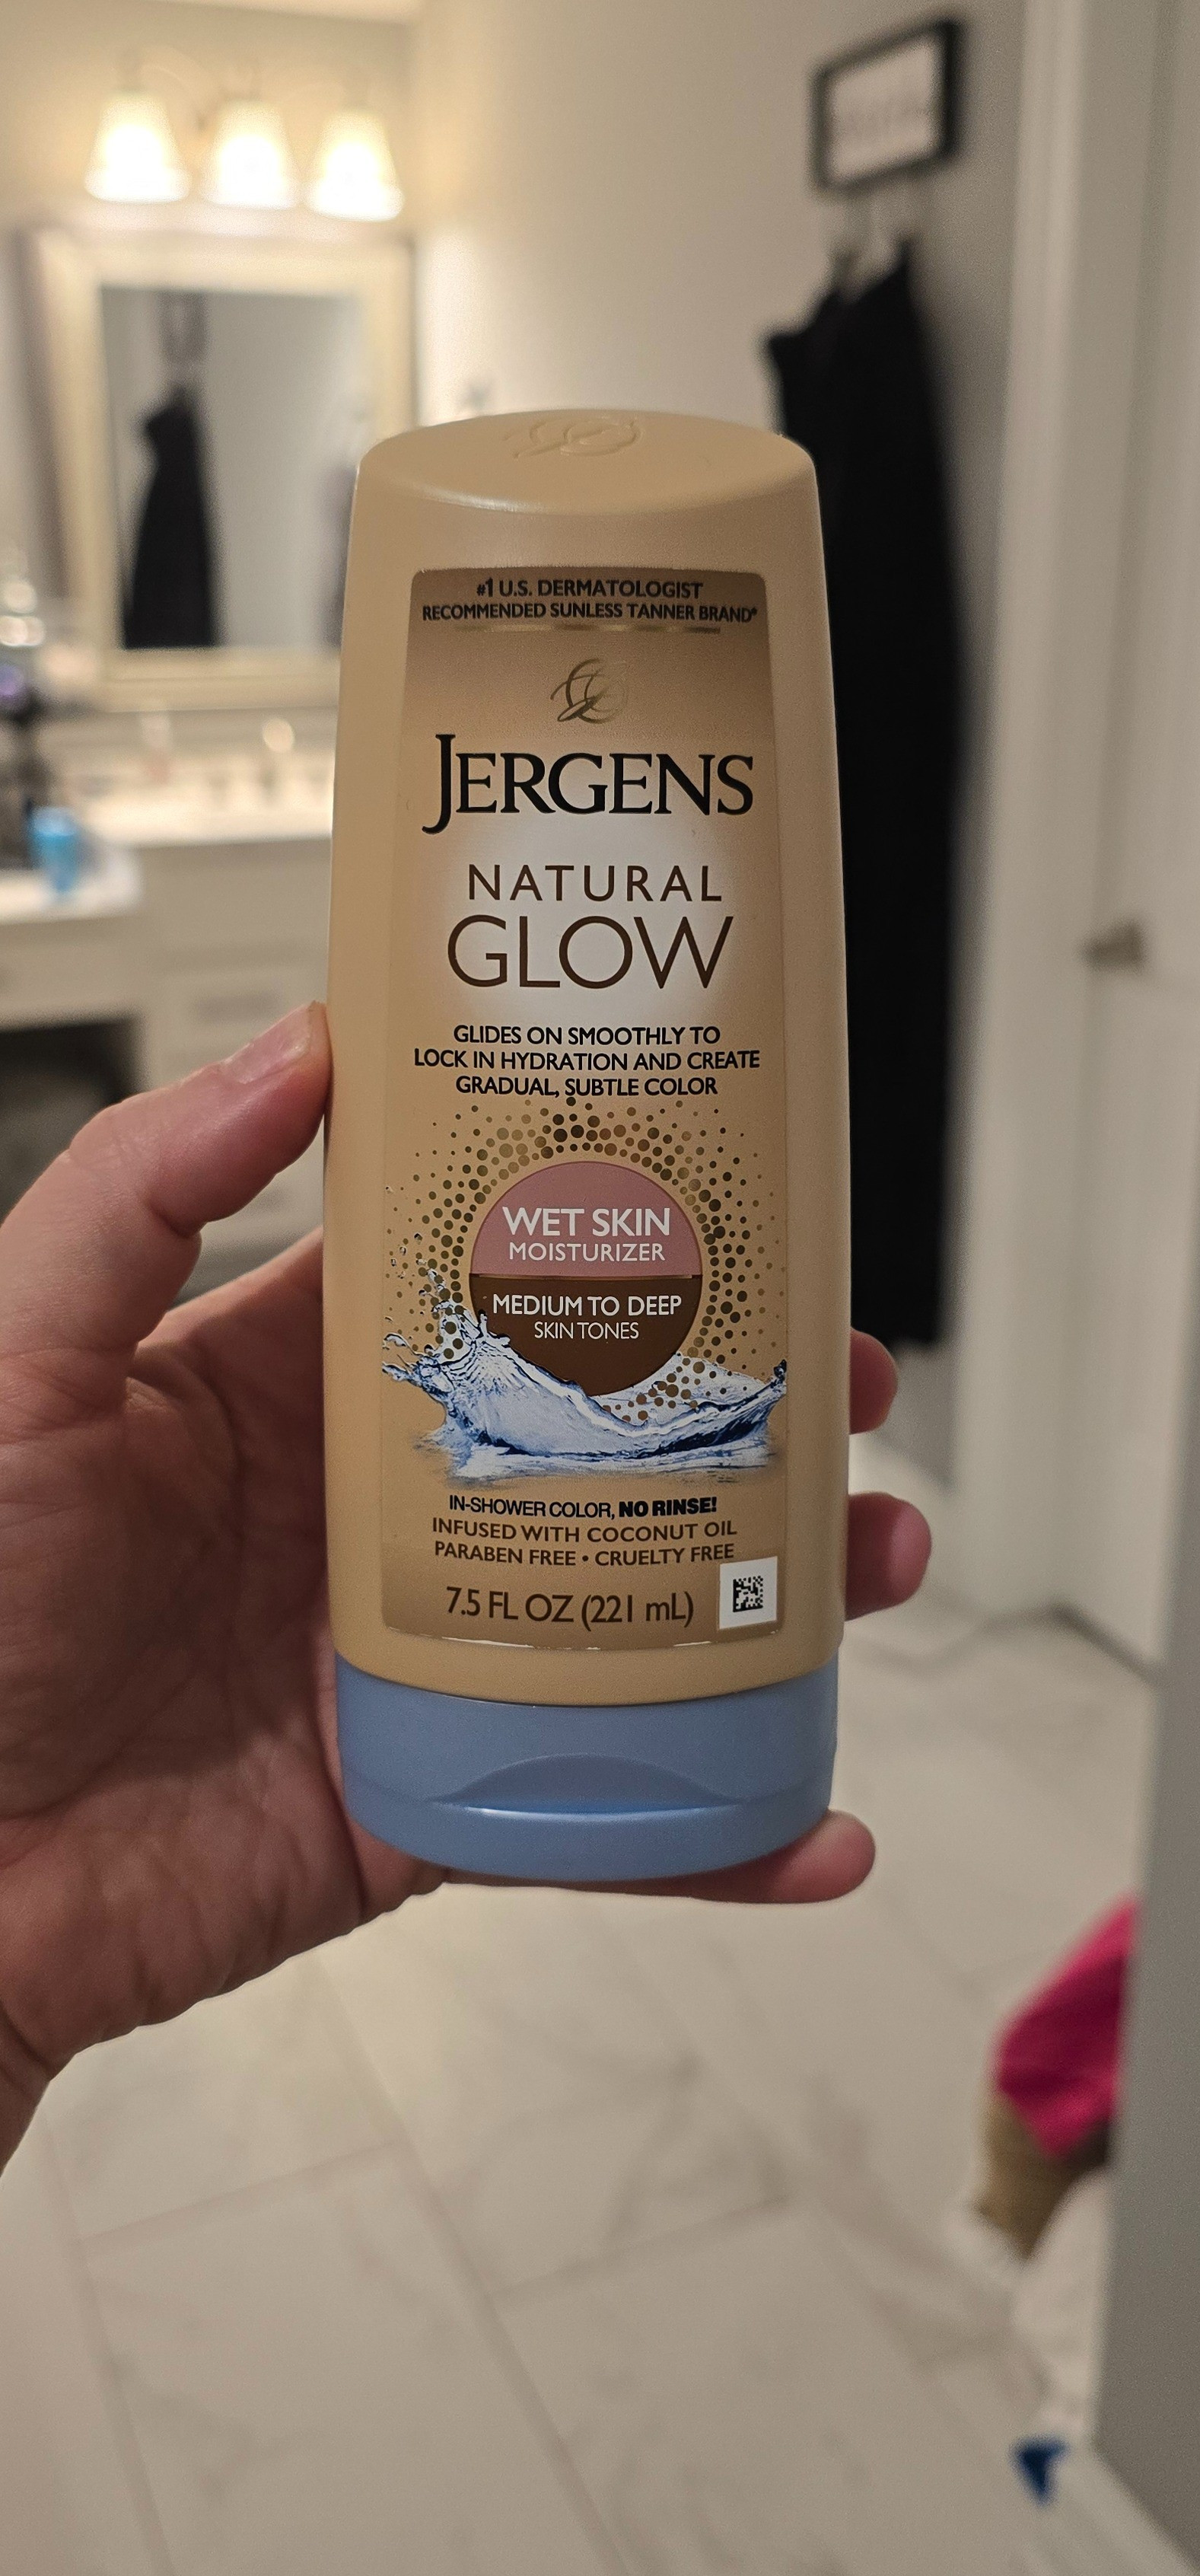 #1 U.S. DERMATOLOGIST
RECOMMENDED SUNLESS TANNER BRAND*
JERGENS
NATURAL
GLOW
GLIDES ON SMOOTHLY TO
LOCK IN HYDRATION AND CREATE
GRADUAL, SUBTLE COLOR
WET SKIN
MOISTURIZER
MEDIUM TO DEEP
SKIN TONES
IN-SHOWER COLOR, NO RINSE!
INFUSED WITH COCONUT OIL
PARABEN FREE • CRUELTY FREE
7.5 FL OZ (221 mL)